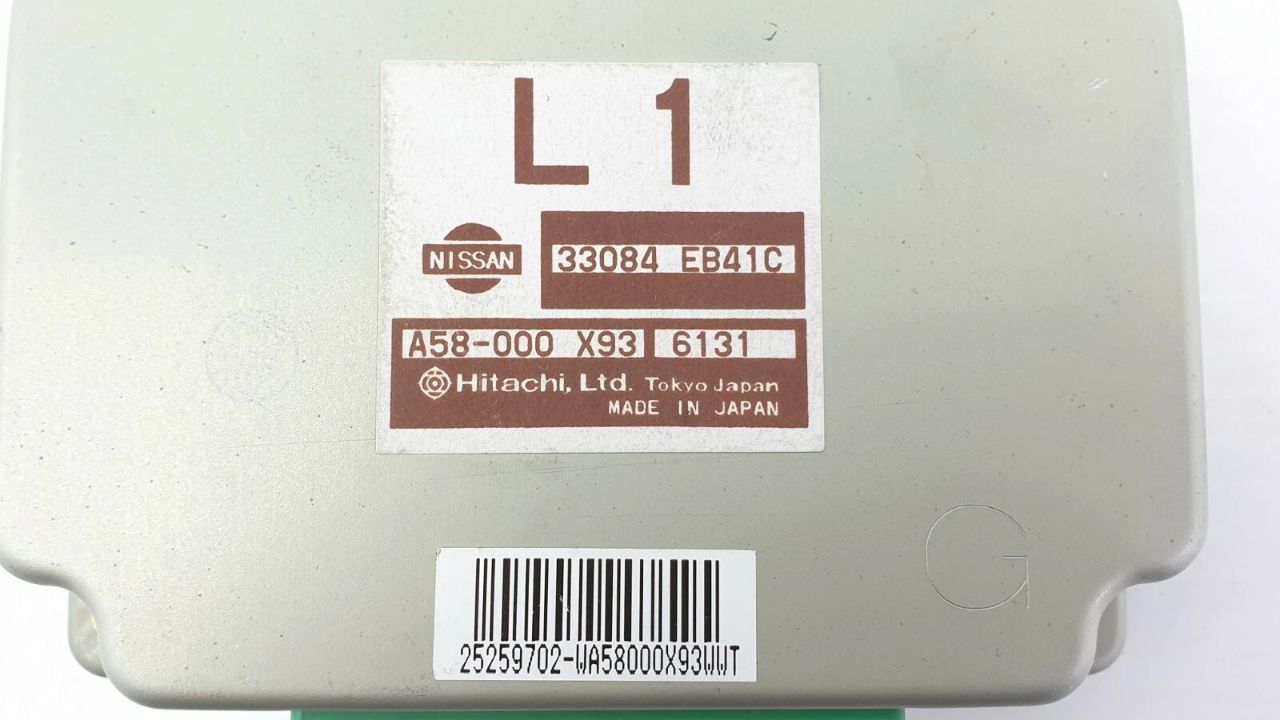 L 1
NISSAN
33084 EB41C
A58-000 X93 6131
Hitachi, Ltd. Tokyo Japan
MADE IN JAPAN
G
25259702-WA58000X93WWT